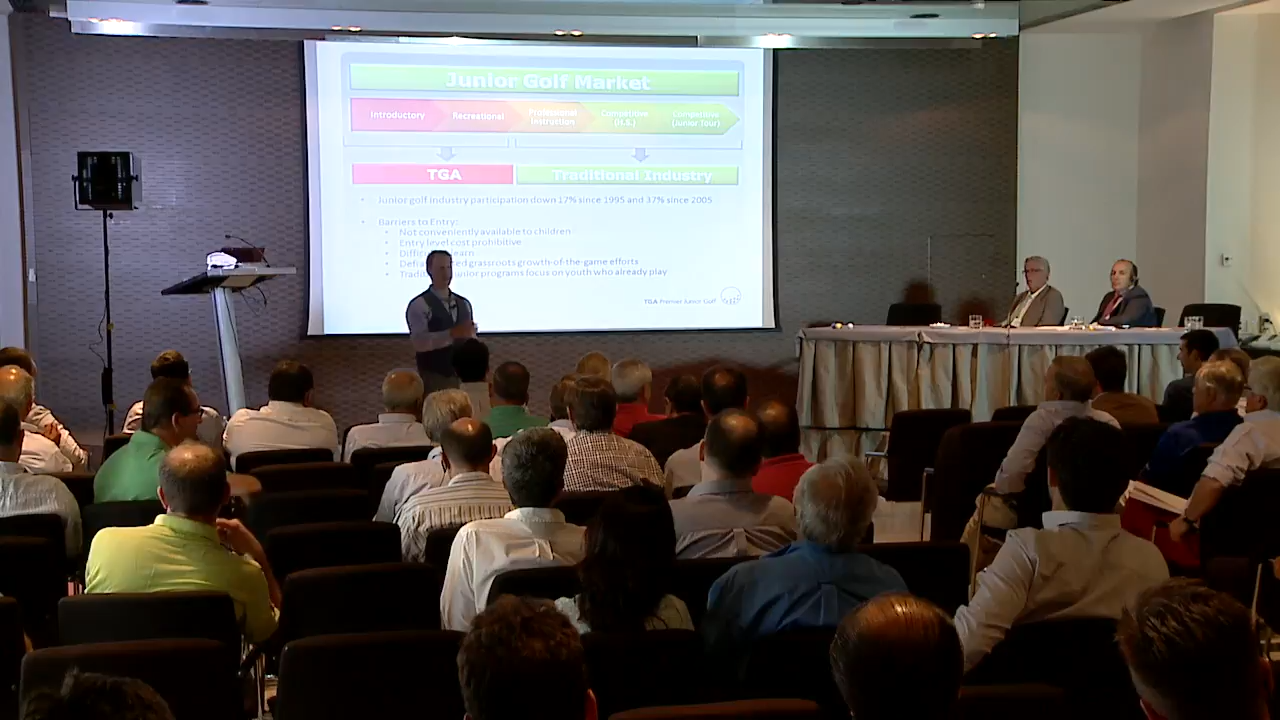 Junior Golf Market
Introductory
Recreational
Professional
Instruction
Competitive
(H.S.)
Competitive
(Junior Tour)
TGA
Traditional Industry
• Junior golf industry participation down 17% since 1995 and 37% since 2005
• Barriers to Entry:
• Not conveniently available to children
• Entry level cost prohibitive
• learn
• grassroots growth-of-the-game efforts
• junior programs focus on youth who already play
TGA Premier Junior Golf